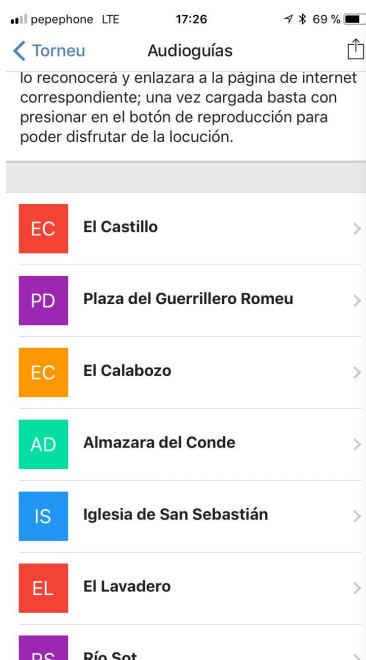 pepephone LTE 17:26 69 %
Torneu Audioguías
lo reconocerá y enlazara a la página de internet
correspondiente; una vez cargada basta con
presionar en el botón de reproducción para
poder disfrutar de la locución.
EC El Castillo
PD Plaza del Guerrillero Romeu
EC El Calabozo
AD Almazara del Conde
IS Iglesia de San Sebastián
EL El Lavadero
RS Río Sot